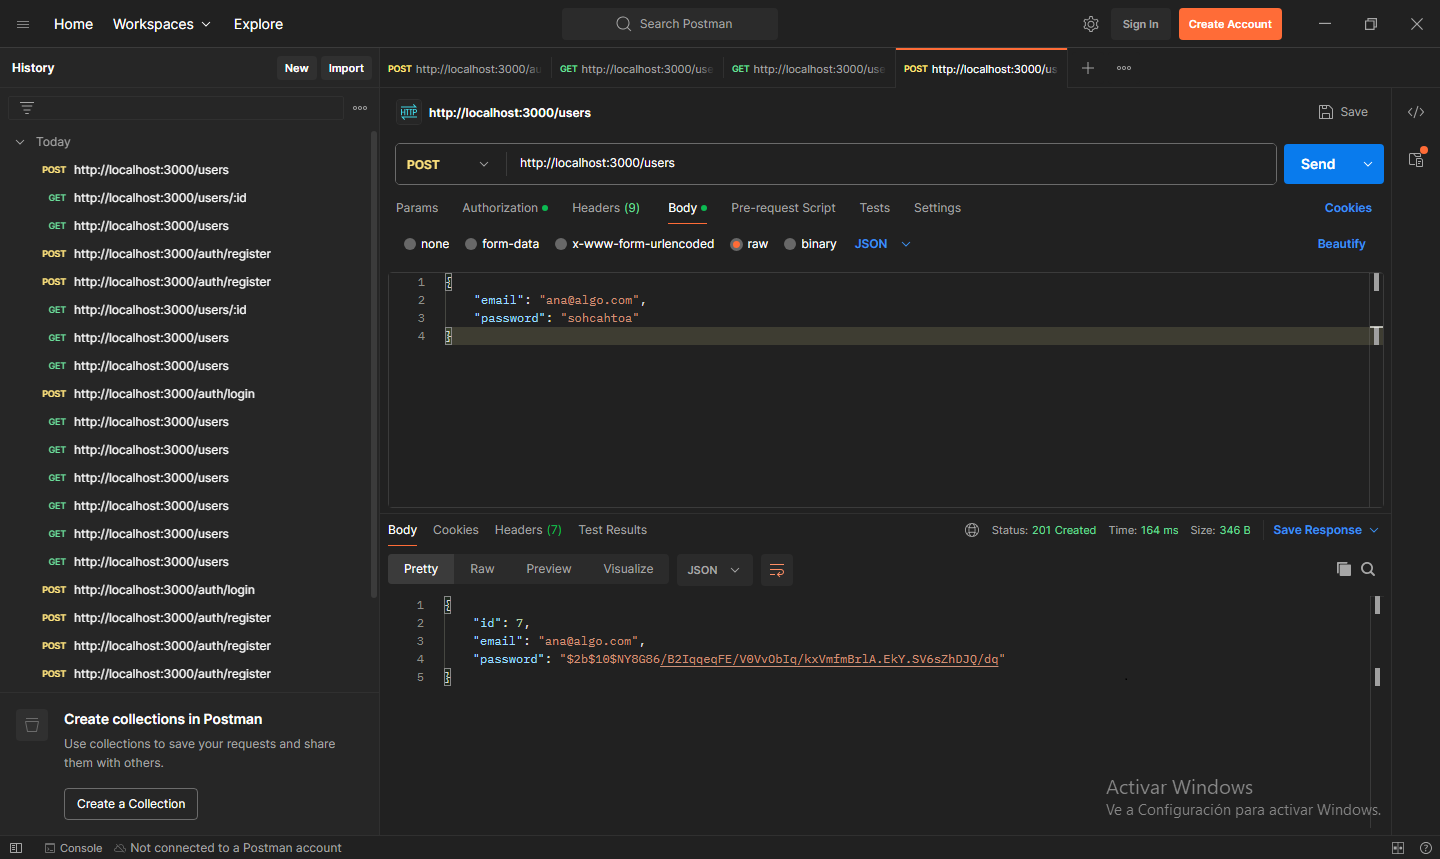 Home Workspaces Explore Search Postman Sign In Create Account
History New Import
POST http://localhost:3000/au GET http://localhost:3000/use GET http://localhost:3000/use POST http://localhost:3000/us
HTTP http://localhost:3000/users Save
Today
POST http://localhost:3000/users
GET http://localhost:3000/users/:id
GET http://localhost:3000/users
POST http://localhost:3000/auth/register
POST http://localhost:3000/auth/register
GET http://localhost:3000/users/:id
GET http://localhost:3000/users
GET http://localhost:3000/users
POST http://localhost:3000/auth/login
GET http://localhost:3000/users
GET http://localhost:3000/users
GET http://localhost:3000/users
GET http://localhost:3000/users
GET http://localhost:3000/users
GET http://localhost:3000/users
POST http://localhost:3000/auth/login
POST http://localhost:3000/auth/register
POST http://localhost:3000/auth/register
POST http://localhost:3000/auth/register
Create collections in Postman
Use collections to save your requests and share
them with others.
Create a Collection
POST http://localhost:3000/users Send
Params Authorization Headers (9) Body Pre-request Script Tests Settings Cookies
none form-data x-www-form-urlencoded raw binary JSON Beautify
1 {
2 "email": "ana@algo.com",
3 "password": "sohcahtoa"
4 }
Body Cookies Headers (7) Test Results Status: 201 Created Time: 164 ms Size: 346 B Save Response
Pretty Raw Preview Visualize JSON
1 {
2 "id": 7,
3 "email": "ana@algo.com",
4 "password": "$2b$10$NY8G86/B2IqqeqFE/V0VvObIq/kxVmfmBrlA.EkY.SV6sZhDJQ/dq"
5 }
Activar Windows
Ve a Configuración para activar Windows.
Console Not connected to a Postman account